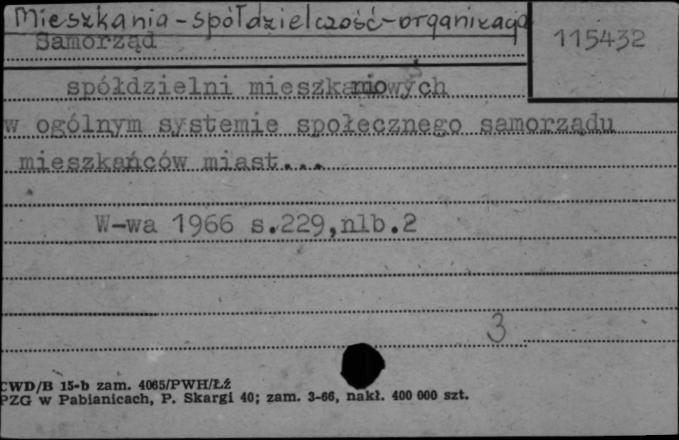 Mieszkania-spółdzielczość-organizacja
Samorząd
115432
spółdzielni mieszkaniowych
w ogólnym systemie społecznego samorządu
mieszkańców miast...
W-wa 1966 s.229,nlb.2
3
CWD/B 15-b zam. 4065/PWH/Łź
PZG w Pabianicach, P. Skargi 40; zam. 3-66, nakł. 400 000 szt.